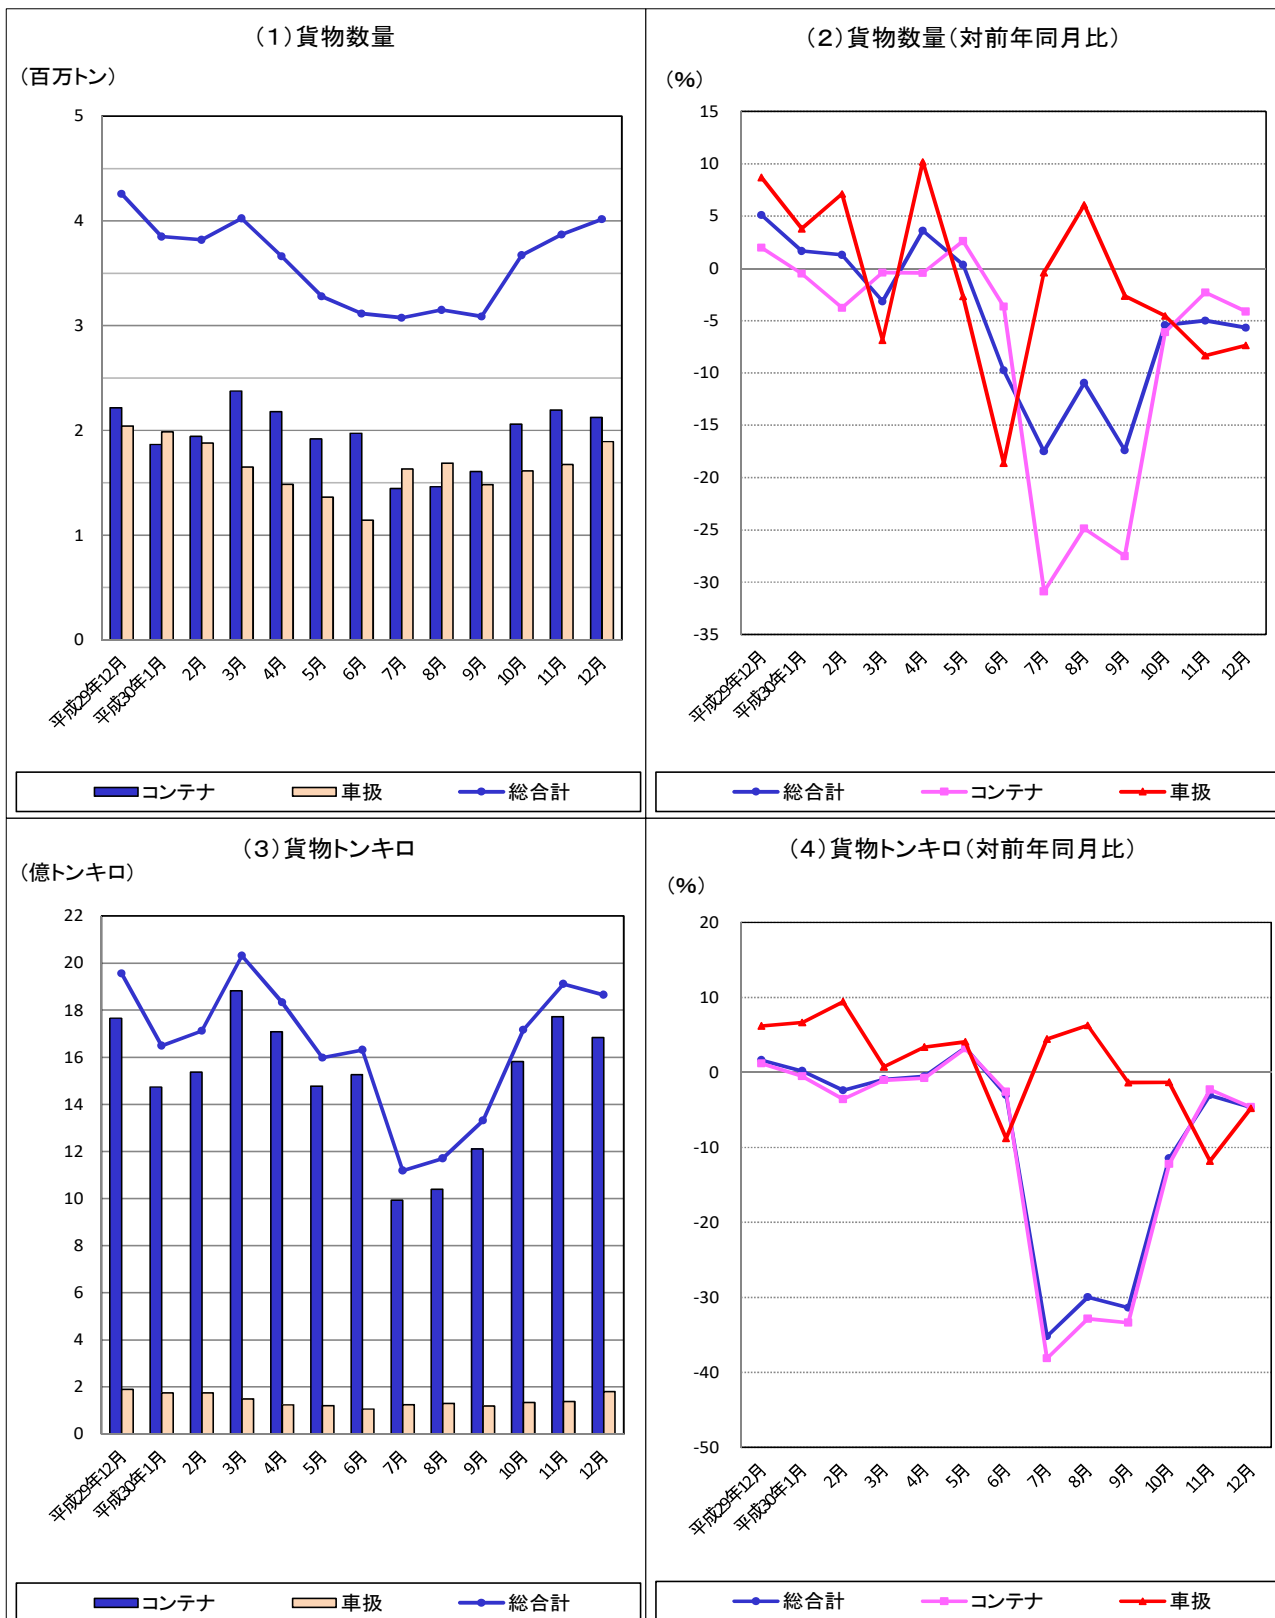 (1)貨物数量
(百万トン)
5
4
3
2
1
0
平成29年12月
平成30年1月
2月
3月
4月
5月
6月
7月
8月
9月
10月
11月
12月
コンテナ
車扱
総合計
(2)貨物数量(対前年同月比)
(%)
15
10
5
0
-5
-10
-15
-20
-25
-30
-35
平成29年12月
平成30年1月
2月
3月
4月
5月
6月
7月
8月
9月
10月
11月
12月
総合計
コンテナ
車扱
(3)貨物トンキロ
(億トンキロ)
22
20
18
16
14
12
10
8
6
4
2
0
平成29年12月
平成30年1月
2月
3月
4月
5月
6月
7月
8月
9月
10月
11月
12月
コンテナ
車扱
総合計
(4)貨物トンキロ(対前年同月比)
(%)
20
10
0
-10
-20
-30
-40
-50
平成29年12月
平成30年1月
2月
3月
4月
5月
6月
7月
8月
9月
10月
11月
12月
総合計
コンテナ
車扱